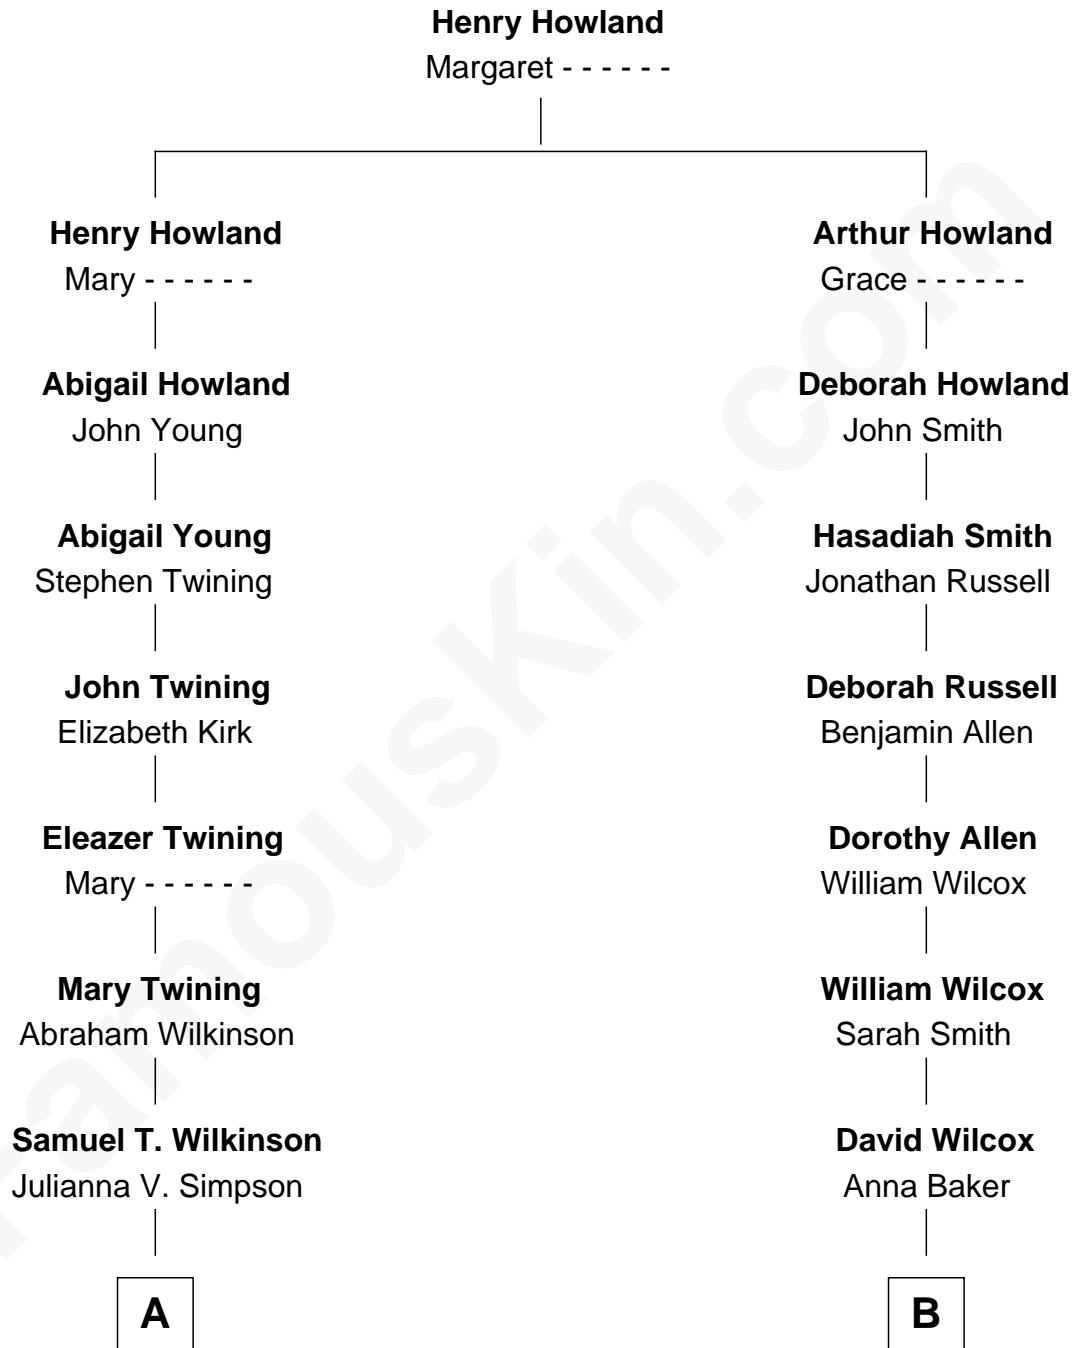 Henry Howland
Margaret - - - - - -
Henry Howland
Mary - - - - - -
Abigail Howland
John Young
Abigail Young
Stephen Twining
John Twining
Elizabeth Kirk
Eleazer Twining
Mary - - - - - -
Mary Twining
Abraham Wilkinson
Samuel T. Wilkinson
Julianna V. Simpson
A
Arthur Howland
Grace - - - - - -
Deborah Howland
John Smith
Hasadiah Smith
Jonathan Russell
Deborah Russell
Benjamin Allen
Dorothy Allen
William Wilcox
William Wilcox
Sarah Smith
David Wilcox
Anna Baker
B
FamousKin.com